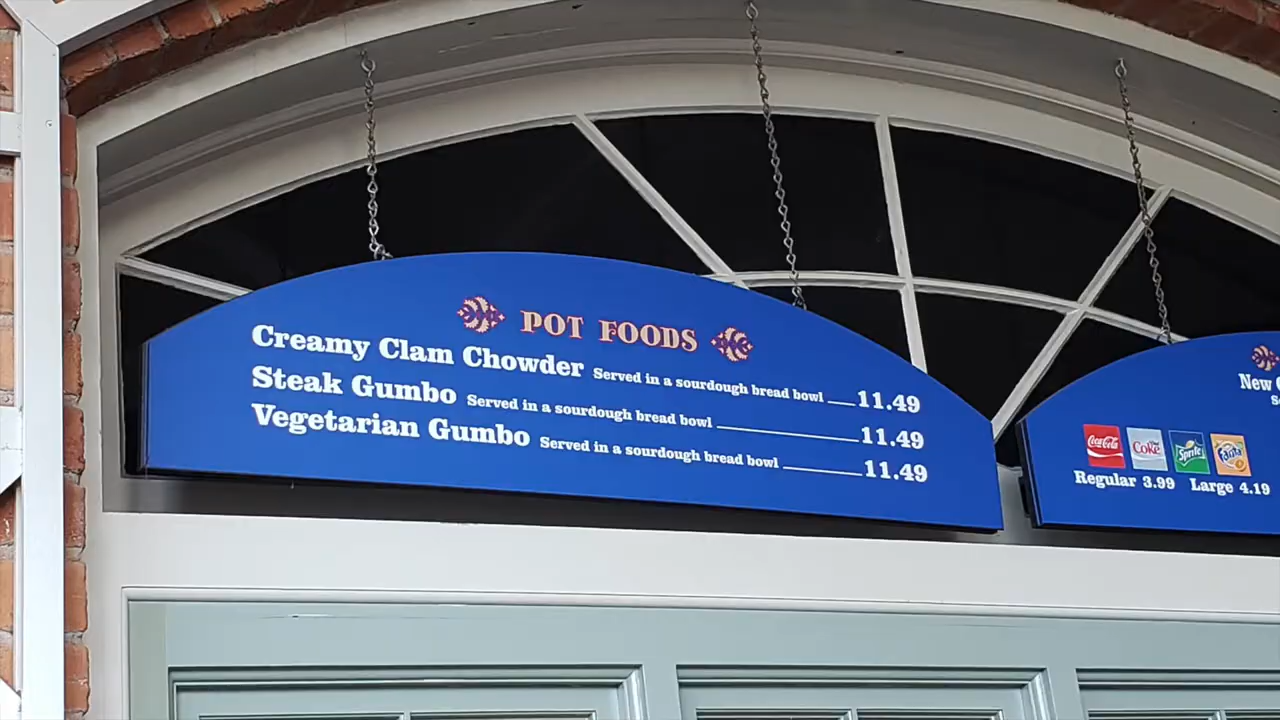 POT FOODS
Creamy Clam Chowder Served in a sourdough bread bowl 11.49
Steak Gumbo Served in a sourdough bread bowl 11.49
Vegetarian Gumbo Served in a sourdough bread bowl 11.49
New
Coca-Cola Coke Sprite Fanta
Regular 3.99 Large 4.19